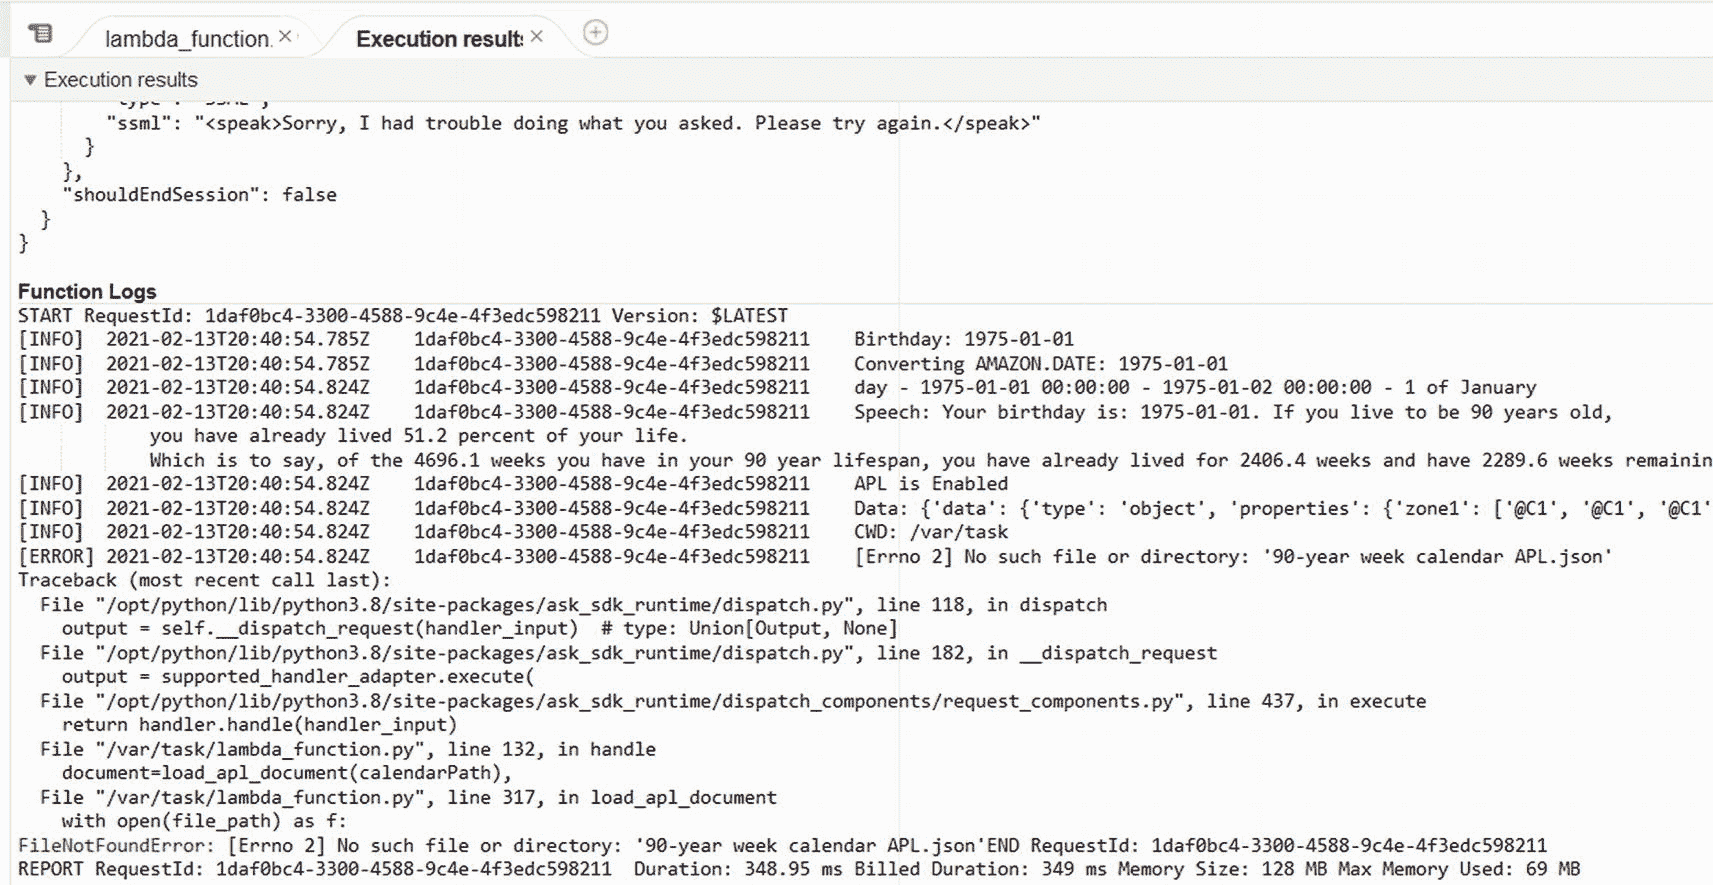 lambda_function.
Execution results
Execution results
"ssml": "<speak>Sorry, I had trouble doing what you asked. Please try again.</speak>"
}
},
"shouldEndSession": false
}
}
Function Logs
START RequestId: 1daf0bc4-3300-4588-9c4e-4f3edc598211 Version: $LATEST
[INFO] 2021-02-13T20:40:54.785Z 1daf0bc4-3300-4588-9c4e-4f3edc598211 Birthday: 1975-01-01
[INFO] 2021-02-13T20:40:54.785Z 1daf0bc4-3300-4588-9c4e-4f3edc598211 Converting AMAZON.DATE: 1975-01-01
[INFO] 2021-02-13T20:40:54.824Z 1daf0bc4-3300-4588-9c4e-4f3edc598211 day - 1975-01-01 00:00:00 - 1975-01-02 00:00:00 - 1 of January
[INFO] 2021-02-13T20:40:54.824Z 1daf0bc4-3300-4588-9c4e-4f3edc598211 Speech: Your birthday is: 1975-01-01. If you live to be 90 years old,
you have already lived 51.2 percent of your life.
Which is to say, of the 4696.1 weeks you have in your 90 year lifespan, you have already lived for 2406.4 weeks and have 2289.6 weeks remainin
[INFO] 2021-02-13T20:40:54.824Z 1daf0bc4-3300-4588-9c4e-4f3edc598211 APL is Enabled
[INFO] 2021-02-13T20:40:54.824Z 1daf0bc4-3300-4588-9c4e-4f3edc598211 Data: {'data': {'type': 'object', 'properties': {'zone1': ['@C1', '@C1', '@C1'
[INFO] 2021-02-13T20:40:54.824Z 1daf0bc4-3300-4588-9c4e-4f3edc598211 CWD: /var/task
[ERROR] 2021-02-13T20:40:54.824Z 1daf0bc4-3300-4588-9c4e-4f3edc598211 [Errno 2] No such file or directory: '90-year week calendar APL.json'
Traceback (most recent call last):
File "/opt/python/lib/python3.8/site-packages/ask_sdk_runtime/dispatch.py", line 118, in dispatch
output = self.__dispatch_request(handler_input) # type: Union[Output, None]
File "/opt/python/lib/python3.8/site-packages/ask_sdk_runtime/dispatch.py", line 182, in __dispatch_request
output = supported_handler_adapter.execute(
File "/opt/python/lib/python3.8/site-packages/ask_sdk_runtime/dispatch_components/request_components.py", line 437, in execute
return handler.handle(handler_input)
File "/var/task/lambda_function.py", line 132, in handle
document=load_apl_document(calendarPath),
File "/var/task/lambda_function.py", line 317, in load_apl_document
with open(file_path) as f:
FileNotFoundError: [Errno 2] No such file or directory: '90-year week calendar APL.json'END RequestId: 1daf0bc4-3300-4588-9c4e-4f3edc598211
REPORT RequestId: 1daf0bc4-3300-4588-9c4e-4f3edc598211 Duration: 348.95 ms Billed Duration: 349 ms Memory Size: 128 MB Max Memory Used: 69 MB